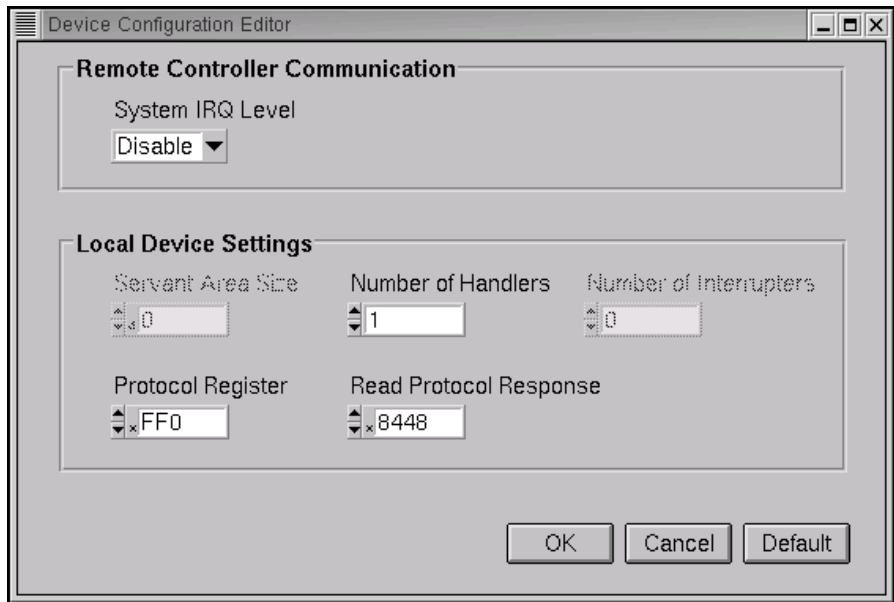 Device Configuration Editor
Remote Controller Communication
System IRQ Level
Disable
Local Device Settings
Servant Area Size
Number of Handlers
Number of Interrupters
d 0
1
0
Protocol Register
Read Protocol Response
x FF0
x 8448
OK
Cancel
Default